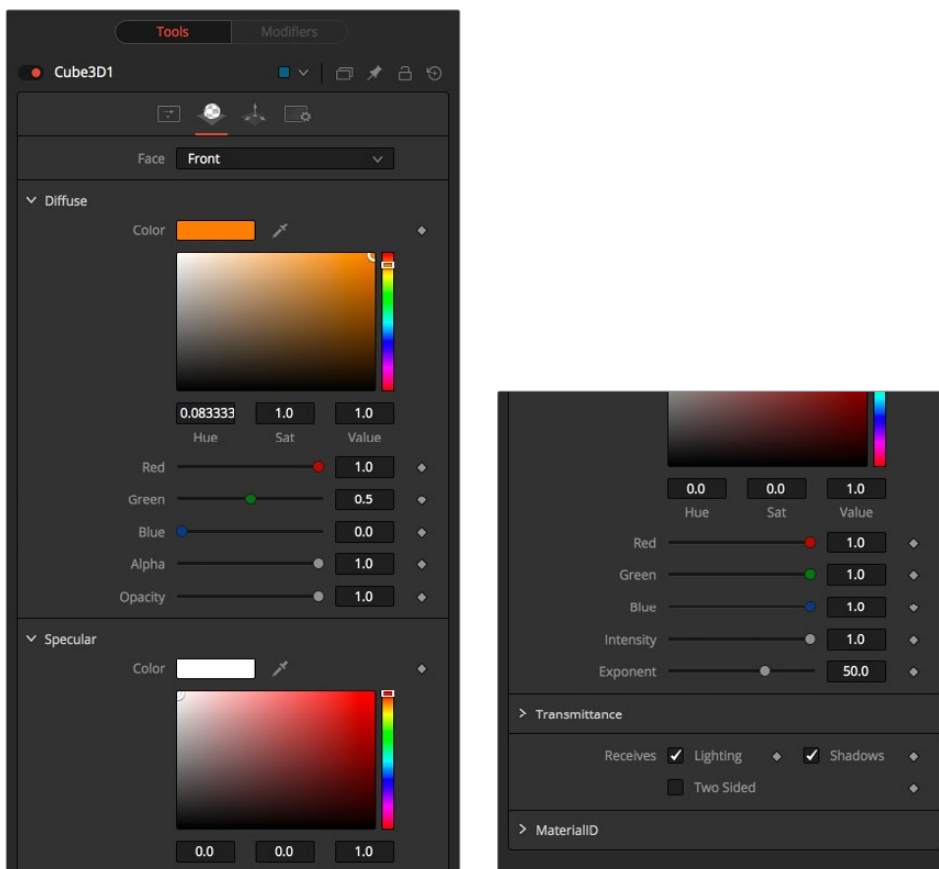 Tools Modifiers
Cube3D1
Face Front
Diffuse
Color
0.083333 1.0 1.0
Hue Sat Value
Red 1.0
Green 0.5
Blue 0.0
Alpha 1.0
Opacity 1.0
Specular
Color
0.0 0.0 1.0
0.0 0.0 1.0
Hue Sat Value
Red 1.0
Green 1.0
Blue 1.0
Intensity 1.0
Exponent 50.0
Transmittance
Receives Lighting Shadows
Two Sided
MaterialID